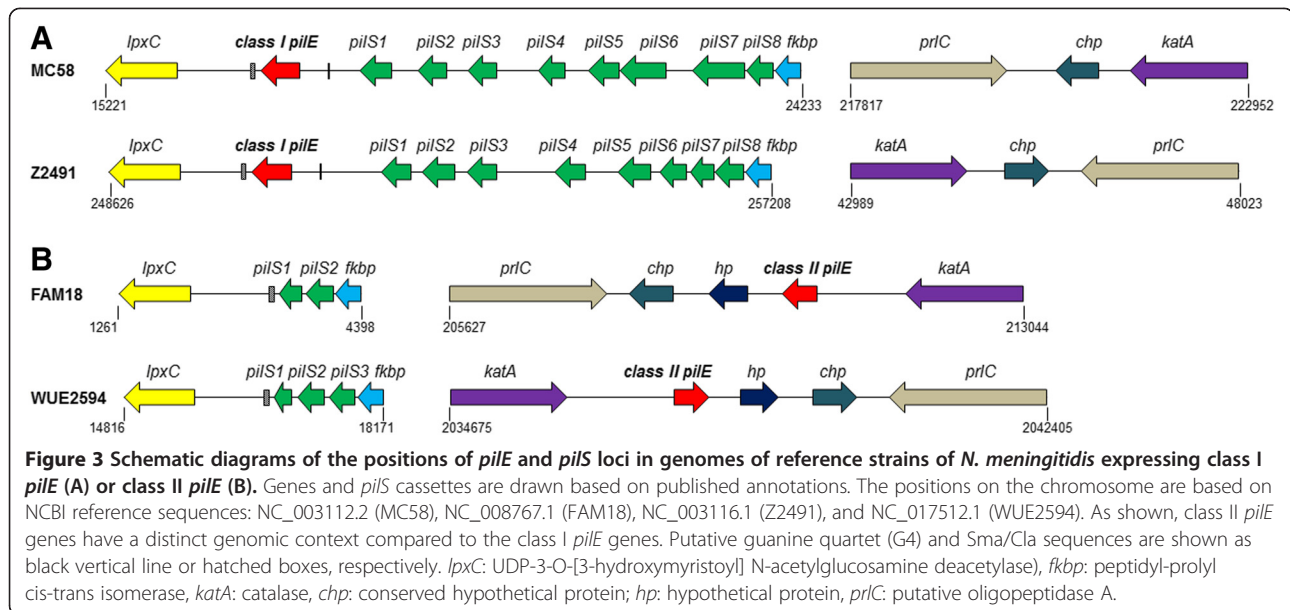 A
lpxC class I pilE pilS1 pilS2 pilS3 pilS4 pilS5 pilS6 pilS7 pilS8 fkbp prlC chp katA
MC58
15221 24233 217817 222952
lpxC class I pilE pilS1 pilS2 pilS3 pilS4 pilS5 pilS6 pilS7 pilS8 fkbp katA chp prlC
Z2491
248626 257208 42989 48023
B
lpxC pilS1 pilS2 fkbp prlC chp hp class II pilE katA
FAM18
1261 4398 205627 213044
lpxC pilS1 pilS2 pilS3 fkbp katA class II pilE hp chp prlC
WUE2594
14816 18171 2034675 2042405
Figure 3 Schematic diagrams of the positions of pilE and pilS loci in genomes of reference strains of N. meningitidis expressing class I
pilE (A) or class II pilE (B). Genes and pilS cassettes are drawn based on published annotations. The positions on the chromosome are based on
NCBI reference sequences: NC_003112.2 (MC58), NC_008767.1 (FAM18), NC_003116.1 (Z2491), and NC_017512.1 (WUE2594). As shown, class II pilE
genes have a distinct genomic context compared to the class I pilE genes. Putative guanine quartet (G4) and Sma/Cla sequences are shown as
black vertical line or hatched boxes, respectively. lpxC: UDP-3-O-[3-hydroxymyristoyl] N-acetylglucosamine deacetylase), fkbp: peptidyl-prolyl
cis-trans isomerase, katA: catalase, chp: conserved hypothetical protein; hp: hypothetical protein, prlC: putative oligopeptidase A.